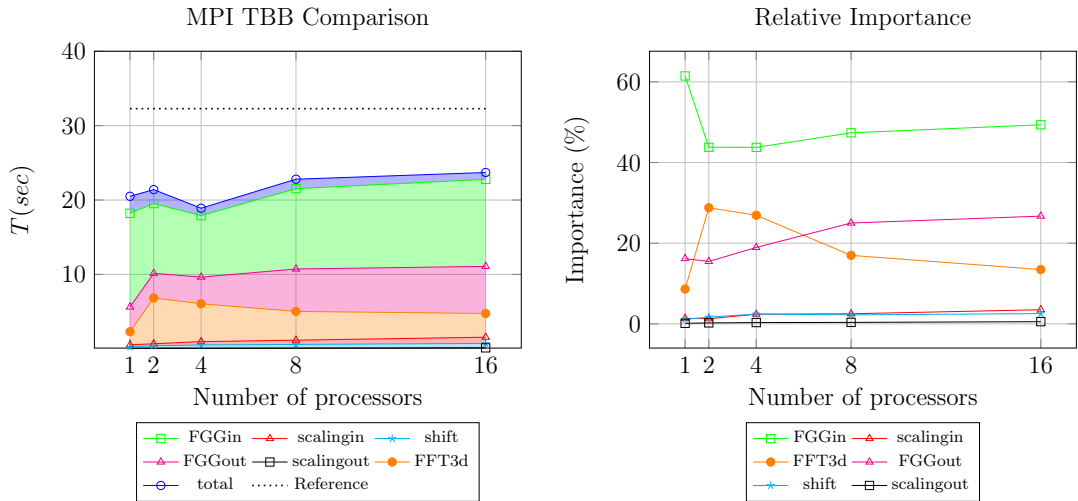 MPI TBB Comparison
40
30
20
10
T(sec)
1 2 4 8 16
Number of processors
FGGin scalingin shift
FGGout scalingout FFT3d
total Reference
Relative Importance
60
40
20
0
Importance (%)
1 2 4 8 16
Number of processors
FGGin scalingin
FFT3d FGGout
shift scalingout